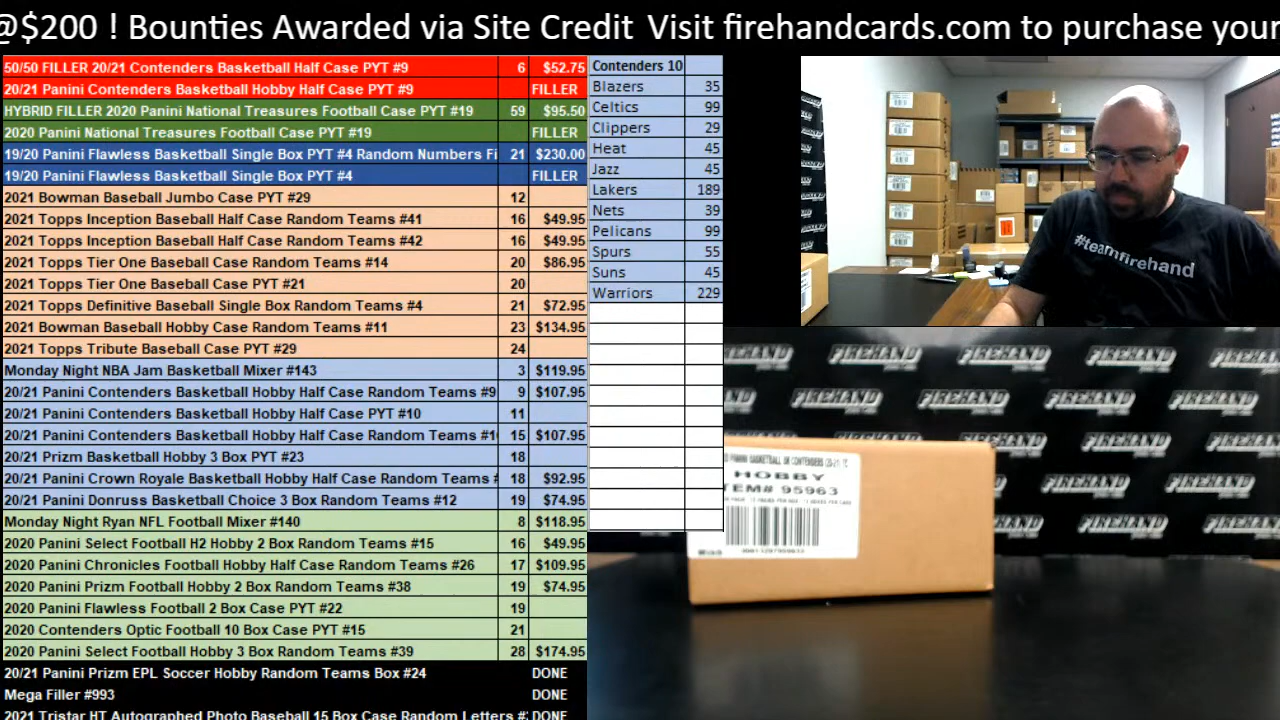 @$200 ! Bounties Awarded via Site Credit Visit firehandcards.com to purchase your
50/50 FILLER 20/21 Contenders Basketball Half Case PYT #9 6 $52.75
20/21 Panini Contenders Basketball Hobby Half Case PYT #9 FILLER
HYBRID FILLER 2020 Panini National Treasures Football Case PYT #19 59 $95.50
2020 Panini National Treasures Football Case PYT #19 FILLER
19/20 Panini Flawless Basketball Single Box PYT #4 Random Numbers Fi 21 $230.00
19/20 Panini Flawless Basketball Single Box PYT #4 FILLER
2021 Bowman Baseball Jumbo Case PYT #29 12
2021 Topps Inception Baseball Half Case Random Teams #41 16 $49.95
2021 Topps Inception Baseball Half Case Random Teams #42 16 $49.95
2021 Topps Tier One Baseball Case Random Teams #14 20 $86.95
2021 Topps Tier One Baseball Case PYT #21 20
2021 Topps Definitive Baseball Single Box Random Teams #4 21 $72.95
2021 Bowman Baseball Hobby Case Random Teams #11 23 $134.95
2021 Topps Tribute Baseball Case PYT #29 24
Monday Night NBA Jam Basketball Mixer #143 3 $119.95
20/21 Panini Contenders Basketball Hobby Half Case Random Teams #9 9 $107.95
20/21 Panini Contenders Basketball Hobby Half Case PYT #10 11
20/21 Panini Contenders Basketball Hobby Half Case Random Teams #1 15 $107.95
20/21 Prizm Basketball Hobby 3 Box PYT #23 18
20/21 Panini Crown Royale Basketball Hobby Half Case Random Teams # 18 $92.95
20/21 Panini Donruss Basketball Choice 3 Box Random Teams #12 19 $74.95
Monday Night Ryan NFL Football Mixer #140 8 $118.95
2020 Panini Select Football H2 Hobby 2 Box Random Teams #15 16 $49.95
2020 Panini Chronicles Football Hobby Half Case Random Teams #26 17 $109.95
2020 Panini Prizm Football Hobby 2 Box Random Teams #38 19 $74.95
2020 Panini Flawless Football 2 Box Case PYT #22 19
2020 Contenders Optic Football 10 Box Case PYT #15 21
2020 Panini Select Football Hobby 3 Box Random Teams #39 28 $174.95
20/21 Panini Prizm EPL Soccer Hobby Random Teams Box #24 DONE
Mega Filler #993 DONE
2021 Tristar HT Autographed Photo Baseball 15 Box Case Random Letters # DONE
Contenders 10
Blazers 35
Celtics 99
Clippers 29
Heat 45
Jazz 45
Lakers 189
Nets 39
Pelicans 99
Spurs 55
Suns 45
Warriors 229
#teamfirehand
FIREHAND FIREHAND FIREHAND FIREHAND
HOBBY
TEM# 95963